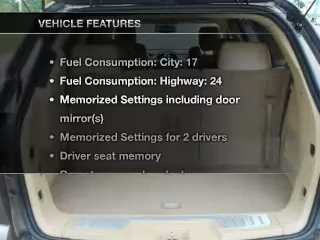 VEHICLE FEATURES
• Fuel Consumption: City: 17
• Fuel Consumption: Highway: 24
• Memorized Settings including door
mirror(s)
• Memorized Settings for 2 drivers
• Driver seat memory